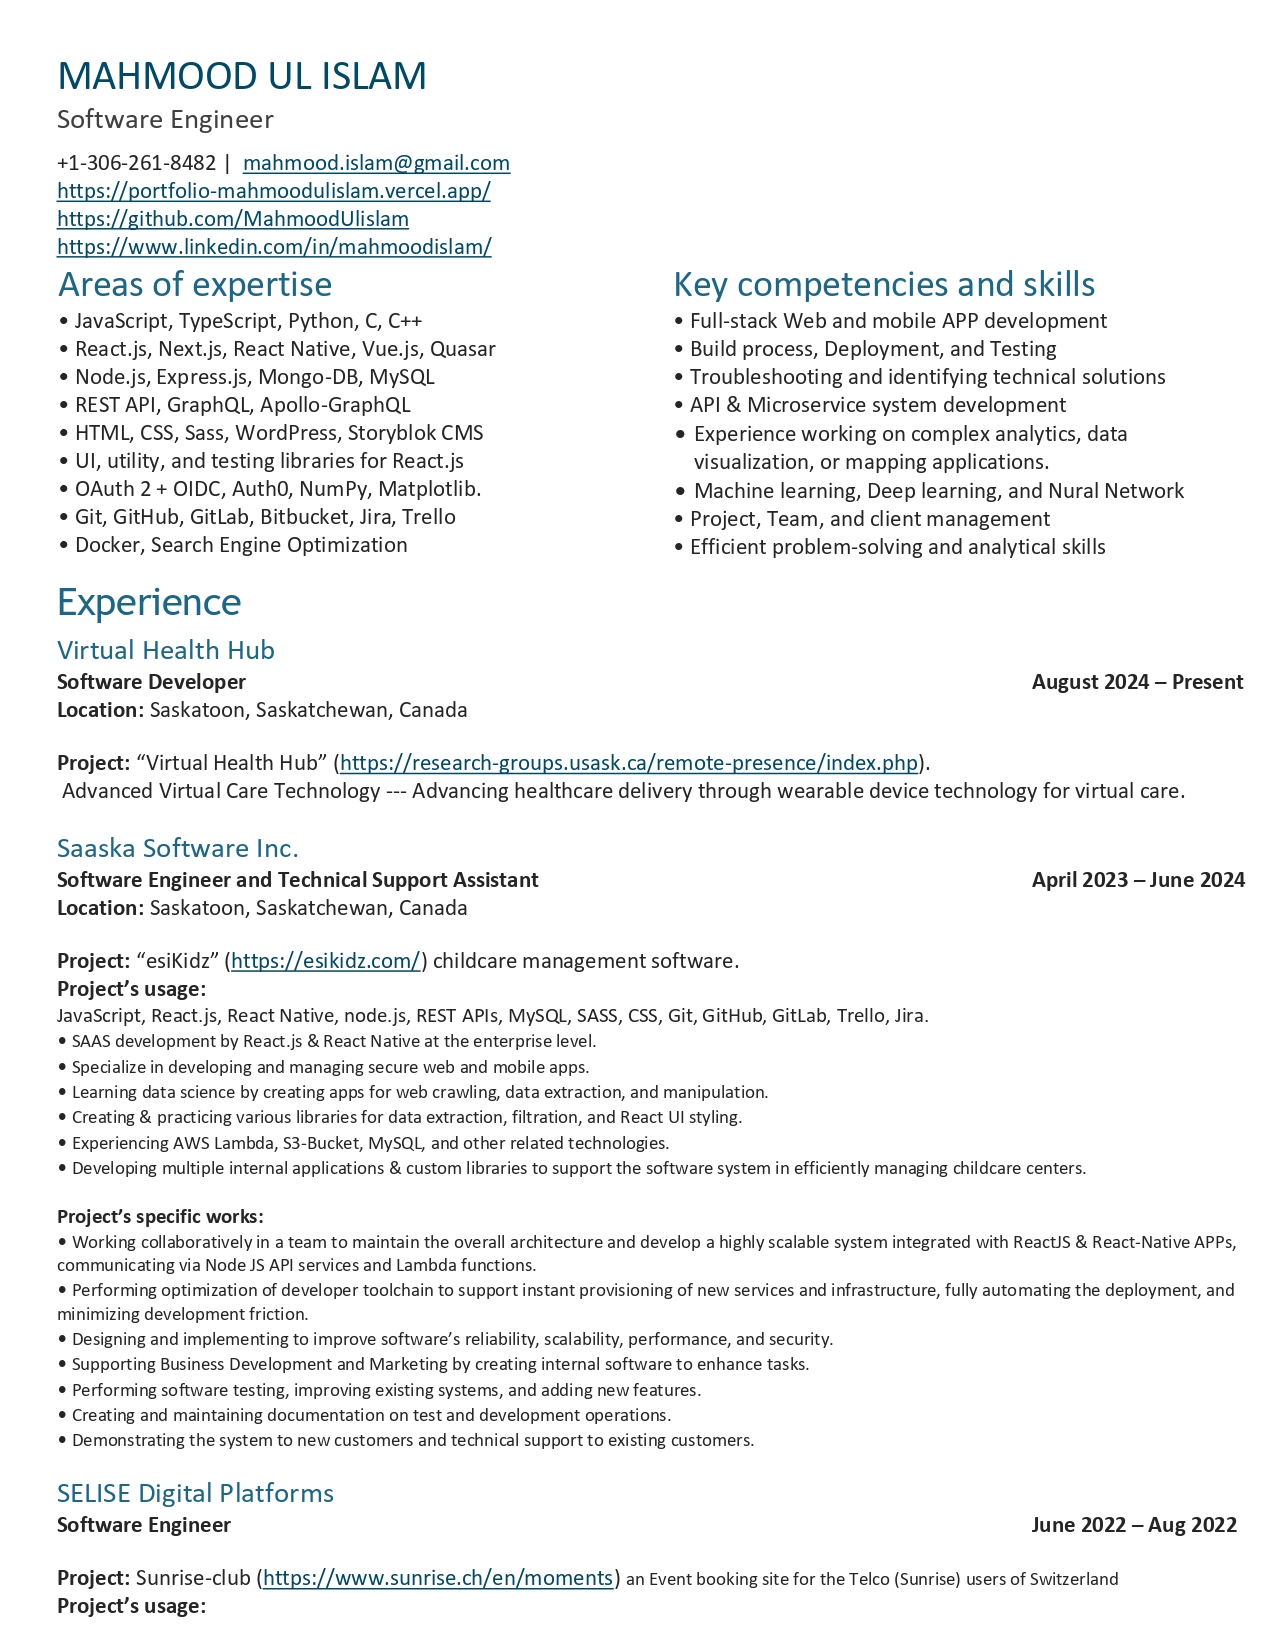 MAHMOOD UL ISLAM
Software Engineer
+1-306-261-8482 | mahmood.islam@gmail.com
https://portfolio-mahmoodulislam.vercel.app/
https://github.com/MahmoodUlislam
https://www.linkedin.com/in/mahmoodislam/
Areas of expertise
• JavaScript, TypeScript, Python, C, C++
• React.js, Next.js, React Native, Vue.js, Quasar
• Node.js, Express.js, Mongo-DB, MySQL
• REST API, GraphQL, Apollo-GraphQL
• HTML, CSS, Sass, WordPress, Storyblok CMS
• UI, utility, and testing libraries for React.js
• OAuth 2 + OIDC, Auth0, NumPy, Matplotlib.
• Git, GitHub, GitLab, Bitbucket, Jira, Trello
• Docker, Search Engine Optimization
Key competencies and skills
• Full-stack Web and mobile APP development
• Build process, Deployment, and Testing
• Troubleshooting and identifying technical solutions
• API & Microservice system development
• Experience working on complex analytics, data
visualization, or mapping applications.
• Machine learning, Deep learning, and Nural Network
• Project, Team, and client management
• Efficient problem-solving and analytical skills
Experience
Virtual Health Hub
Software Developer August 2024 – Present
Location: Saskatoon, Saskatchewan, Canada
Project: “Virtual Health Hub” (https://research-groups.usask.ca/remote-presence/index.php).
Advanced Virtual Care Technology --- Advancing healthcare delivery through wearable device technology for virtual care.
Saaska Software Inc.
Software Engineer and Technical Support Assistant April 2023 – June 2024
Location: Saskatoon, Saskatchewan, Canada
Project: “esiKidz” (https://esikidz.com/) childcare management software.
Project’s usage:
JavaScript, React.js, React Native, node.js, REST APIs, MySQL, SASS, CSS, Git, GitHub, GitLab, Trello, Jira.
• SAAS development by React.js & React Native at the enterprise level.
• Specialize in developing and managing secure web and mobile apps.
• Learning data science by creating apps for web crawling, data extraction, and manipulation.
• Creating & practicing various libraries for data extraction, filtration, and React UI styling.
• Experiencing AWS Lambda, S3-Bucket, MySQL, and other related technologies.
• Developing multiple internal applications & custom libraries to support the software system in efficiently managing childcare centers.
Project’s specific works:
• Working collaboratively in a team to maintain the overall architecture and develop a highly scalable system integrated with ReactJS & React-Native APPs,
communicating via Node JS API services and Lambda functions.
• Performing optimization of developer toolchain to support instant provisioning of new services and infrastructure, fully automating the deployment, and
minimizing development friction.
• Designing and implementing to improve software’s reliability, scalability, performance, and security.
• Supporting Business Development and Marketing by creating internal software to enhance tasks.
• Performing software testing, improving existing systems, and adding new features.
• Creating and maintaining documentation on test and development operations.
• Demonstrating the system to new customers and technical support to existing customers.
SELISE Digital Platforms
Software Engineer June 2022 – Aug 2022
Project: Sunrise-club (https://www.sunrise.ch/en/moments) an Event booking site for the Telco (Sunrise) users of Switzerland
Project’s usage: